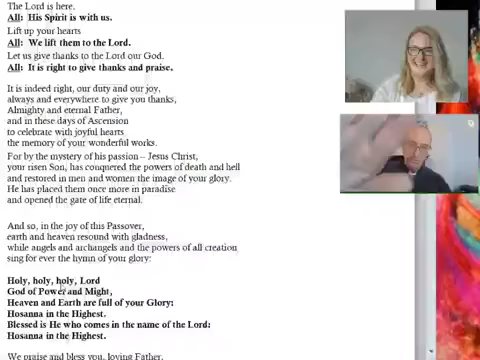 The Lord is here.
All: His Spirit is with us.
Lift up your hearts
All: We lift them to the Lord.
Let us give thanks to the Lord our God.
All: It is right to give thanks and praise.
It is indeed right, our duty and our joy,
always and everywhere to give you thanks,
Almighty and eternal Father,
and in these days of Ascension
to celebrate with joyful hearts
the memory of your wonderful works.
For by the mystery of his passion – Jesus Christ,
your risen Son, has conquered the powers of death and hell
and restored in men and women the image of your glory.
He has placed them once more in paradise
and opened the gate of life eternal.
And so, in the joy of this Passover,
earth and heaven resound with gladness,
while angels and archangels and the powers of all creation
sing for ever the hymn of your glory:
Holy, holy, holy, Lord
God of Power and Might,
Heaven and Earth are full of your Glory:
Hosanna in the Highest.
Blessed is He who comes in the name of the Lord:
Hosanna in the Highest.
We praise and bless you, loving Father,